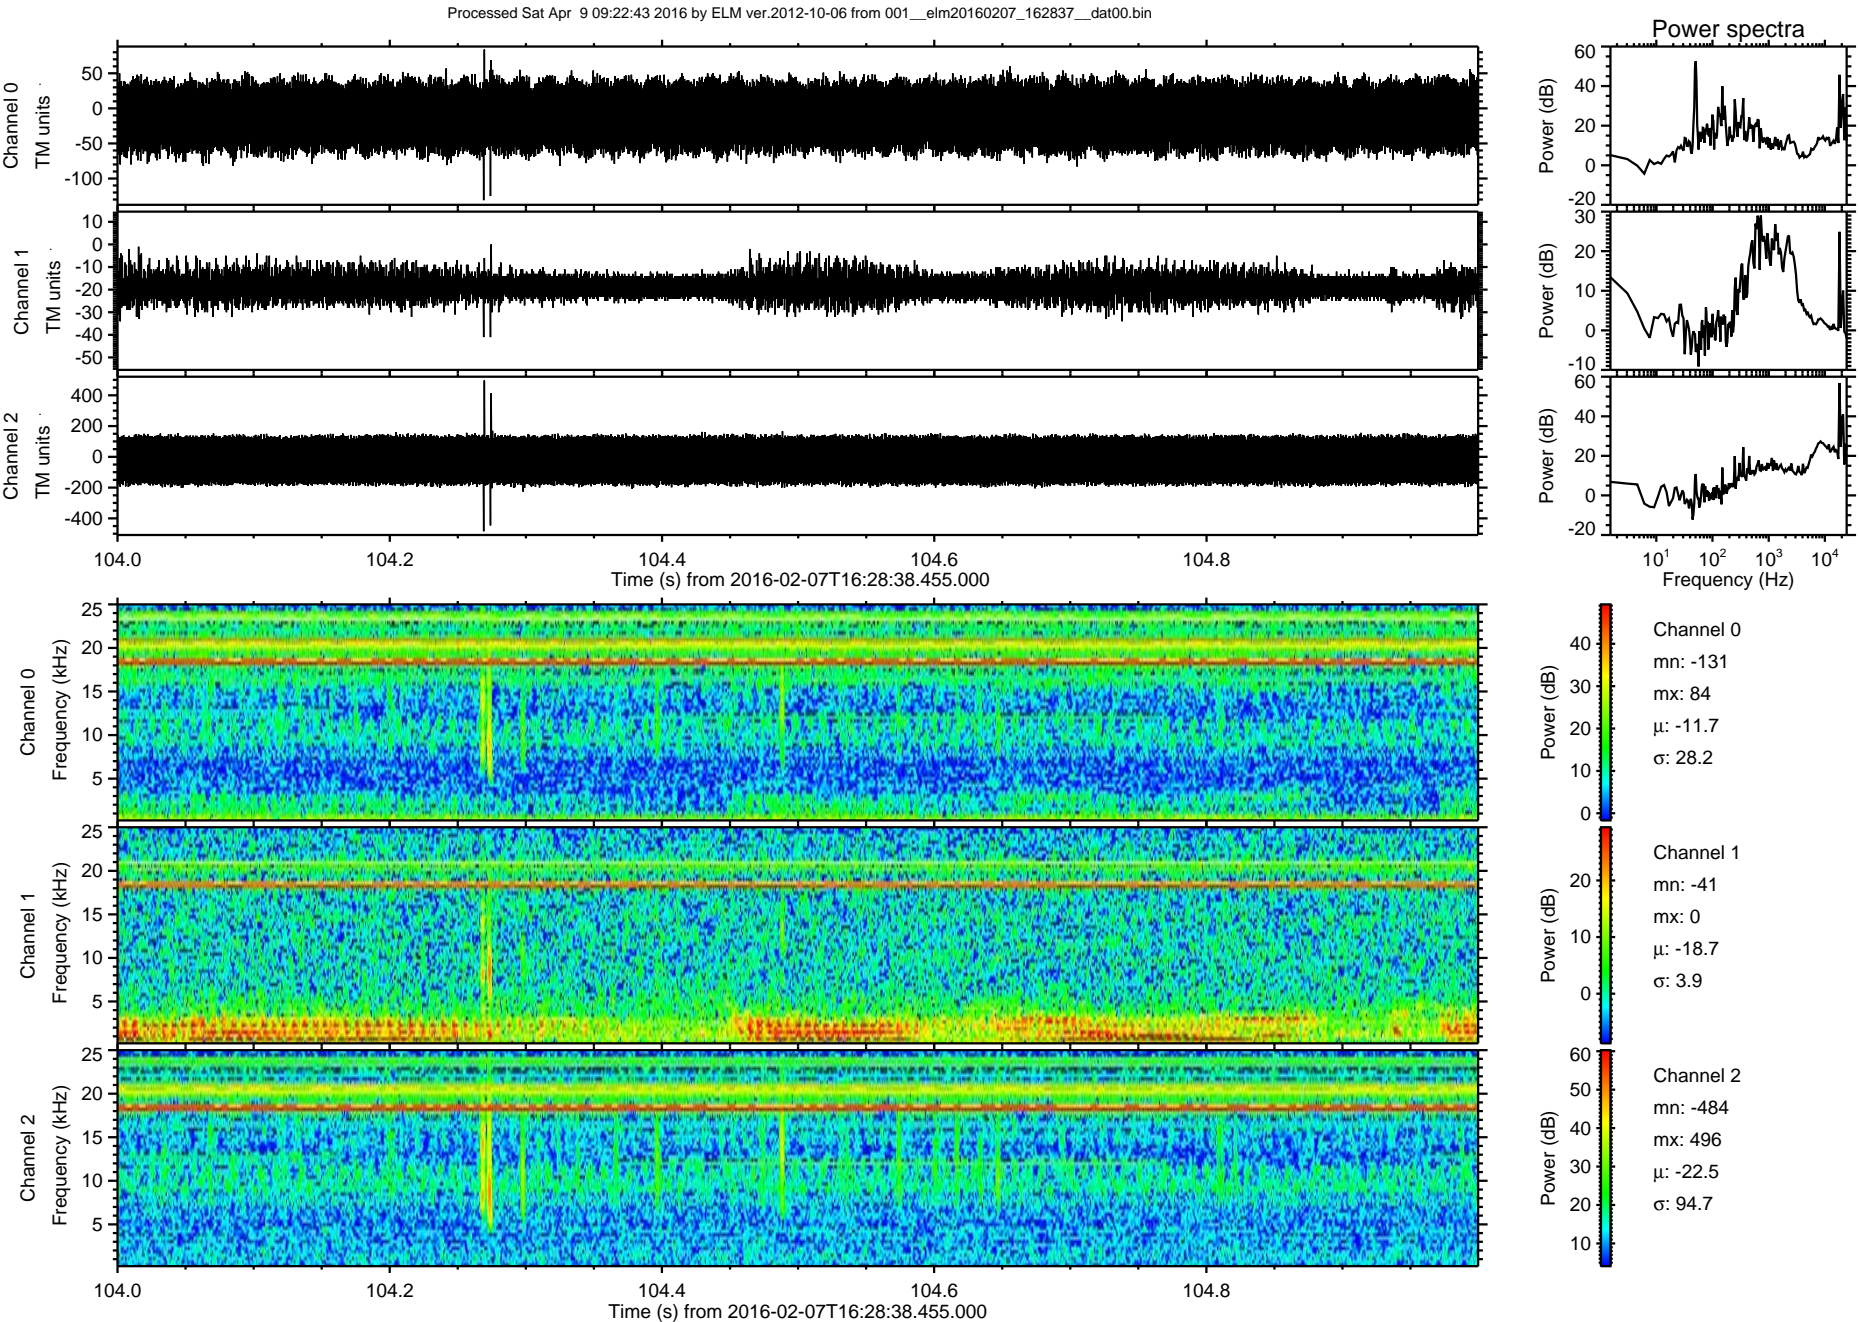 Processed Sat Apr  9 09:22:43 2016 by ELM ver.2012-10-06 from 001__elm20160207_162837__dat00.bin
Power spectra
Channel 0
TM units
50
0
-50
-100
Power (dB)
60
40
20
0
-20
Channel 1
TM units
10
0
-10
-20
-30
-40
-50
Power (dB)
30
20
10
0
-10
Channel 2
TM units
400
200
0
-200
-400
Power (dB)
60
40
20
0
-20
104.0 104.2 104.4 104.6 104.8
Time (s) from 2016-02-07T16:28:38.455.000
10¹ 10² 10³ 10⁴
Frequency (Hz)
Channel 0
Frequency (kHz)
25
20
15
10
5
Power (dB)
40
30
20
10
0
Channel 0
mn: -131
mx: 84
μ: -11.7
σ: 28.2
Channel 1
Frequency (kHz)
25
20
15
10
5
Power (dB)
20
10
0
Channel 1
mn: -41
mx: 0
μ: -18.7
σ: 3.9
Channel 2
Frequency (kHz)
25
20
15
10
5
Power (dB)
60
50
40
30
20
10
Channel 2
mn: -484
mx: 496
μ: -22.5
σ: 94.7
104.0 104.2 104.4 104.6 104.8
Time (s) from 2016-02-07T16:28:38.455.000